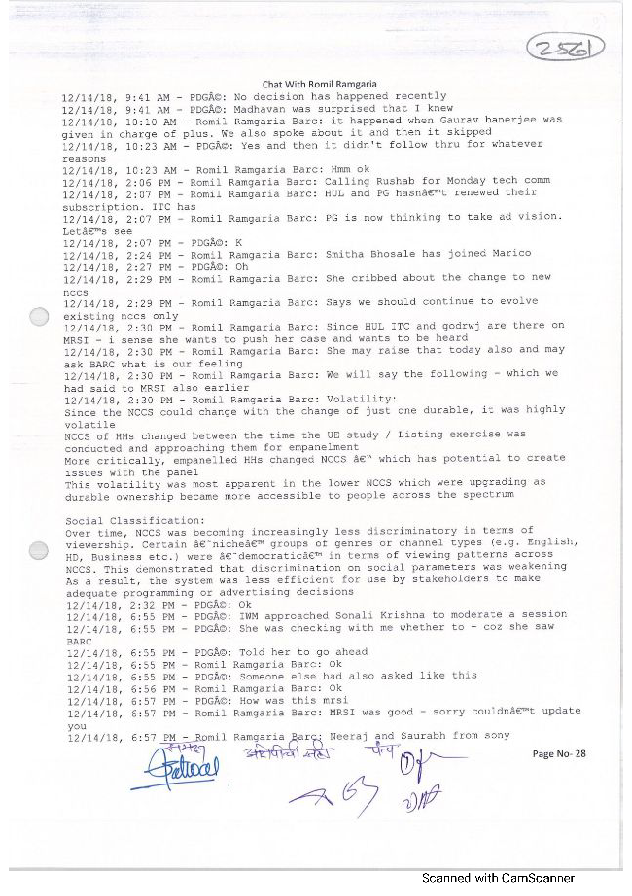 2561
Chat With Romil Ramgaria
12/14/18, 9:41 AM - PDGÂ©: No decision has happened recently
12/14/18, 9:41 AM - PDGÂ©: Madhavan was surprised that I knew
12/14/18, 10:10 AM - Romil Ramgaria Barc: it happened when Gaurav banerjee was
given in charge of plus. We also spoke about it and then it skipped
12/14/18, 10:23 AM - PDGÂ©: Yes and then it didn't follow thru for whatever
reasons
12/14/18, 10:23 AM - Romil Ramgaria Barc: Hmm ok
12/14/18, 2:06 PM - Romil Ramgaria Barc: Calling Rushab for Monday tech comm
12/14/18, 2:07 PM - Romil Ramgaria Barc: HUL and PG hasnâ€™t renewed their
subscription. ITC has
12/14/18, 2:07 PM - Romil Ramgaria Barc: PG is now thinking to take ad vision.
Letâ€™s see
12/14/18, 2:07 PM - PDGÂ©: K
12/14/18, 2:24 PM - Romil Ramgaria Barc: Smitha Bhosale has joined Marico
12/14/18, 2:27 PM - PDGÂ©: Oh
12/14/18, 2:29 PM - Romil Ramgaria Barc: She cribbed about the change to new
nccs
12/14/18, 2:29 PM - Romil Ramgaria Barc: Says we should continue to evolve
existing nccs only
12/14/18, 2:30 PM - Romil Ramgaria Barc: Since HUL ITC and godrwj are there on
MRSI - i sense she wants to push her case and wants to be heard
12/14/18, 2:30 PM - Romil Ramgaria Barc: She may raise that today also and may
ask BARC what is our feeling
12/14/18, 2:30 PM - Romil Ramgaria Barc: We will say the following - which we
had said to MRSI also earlier
12/14/18, 2:30 PM - Romil Ramgaria Barc: Volatility:
Since the NCCS could change with the change of just one durable, it was highly
volatile
NCCS of HHs changed between the time the UE study / listing exercise was
conducted and approaching them for empanelment
More critically, empanelled HHs changed NCCS â€“ which has potential to create
issues with the panel
This volatility was most apparent in the lower NCCS which were upgrading as
durable ownership became more accessible to people across the spectrum
Social Classification:
Over time, NCCS was becoming increasingly less discriminatory in terms of
viewership. Certain â€˜nicheâ€™ groups of genres or channel types (e.g. English,
HD, Business etc.) were â€˜democraticâ€™ in terms of viewing patterns across
NCCS. This demonstrated that discrimination on social parameters was weakening
As a result, the system was less efficient for use by stakeholders to make
adequate programming or advertising decisions
12/14/18, 2:32 PM - PDGÂ©: Ok
12/14/18, 6:55 PM - PDGÂ©: IWM approached Sonali Krishna to moderate a session
12/14/18, 6:55 PM - PDGÂ©: She was checking with me whether to - coz she saw
BARC
12/14/18, 6:55 PM - PDGÂ©: Told her to go ahead
12/14/18, 6:55 PM - Romil Ramgaria Barc: Ok
12/14/18, 6:55 PM - PDGÂ©: Someone else had also asked like this
12/14/18, 6:56 PM - Romil Ramgaria Barc: Ok
12/14/18, 6:57 PM - PDGÂ©: How was this mrsi
12/14/18, 6:57 PM - Romil Ramgaria Barc: MRSI was good - sorry couldnâ€™t update
you
12/14/18, 6:57 PM - Romil Ramgaria Barc: Neeraj and Saurabh from sony
समक्ष
पंच
Page No- 28
Scanned with CamScanner